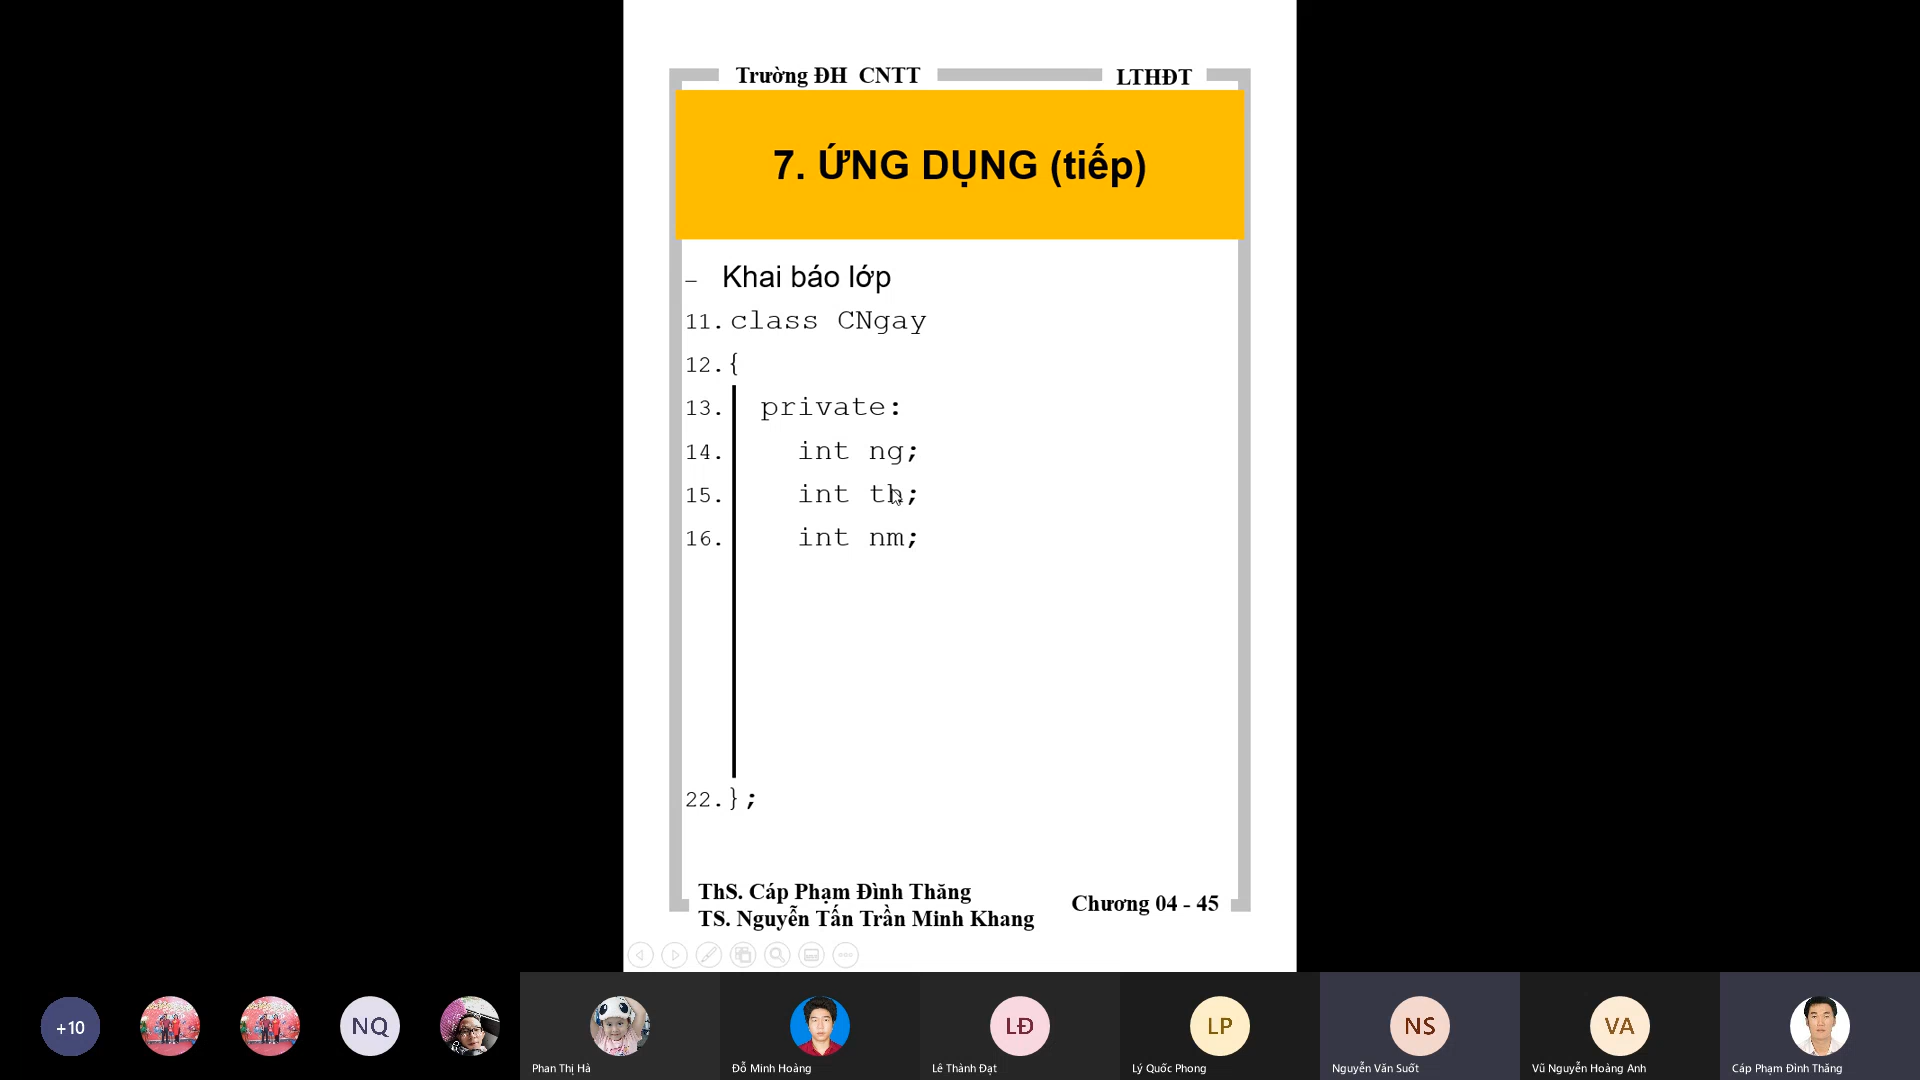 Trường ĐH CNTT
LTHĐT
7. ỨNG DỤNG (tiếp)
– Khai báo lớp
11. class CNgay
12. {
13. private:
14. int ng;
15. int th;
16. int nm;
22. };
ThS. Cáp Phạm Đình Thăng
TS. Nguyễn Tấn Trần Minh Khang
Chương 04 - 45
+10
NQ
LĐ
LP
NS
VA
Phan Thị Hà
Đỗ Minh Hoàng
Lê Thành Đạt
Lý Quốc Phong
Nguyễn Văn Suốt
Vũ Nguyễn Hoàng Anh
Cáp Phạm Đình Thăng